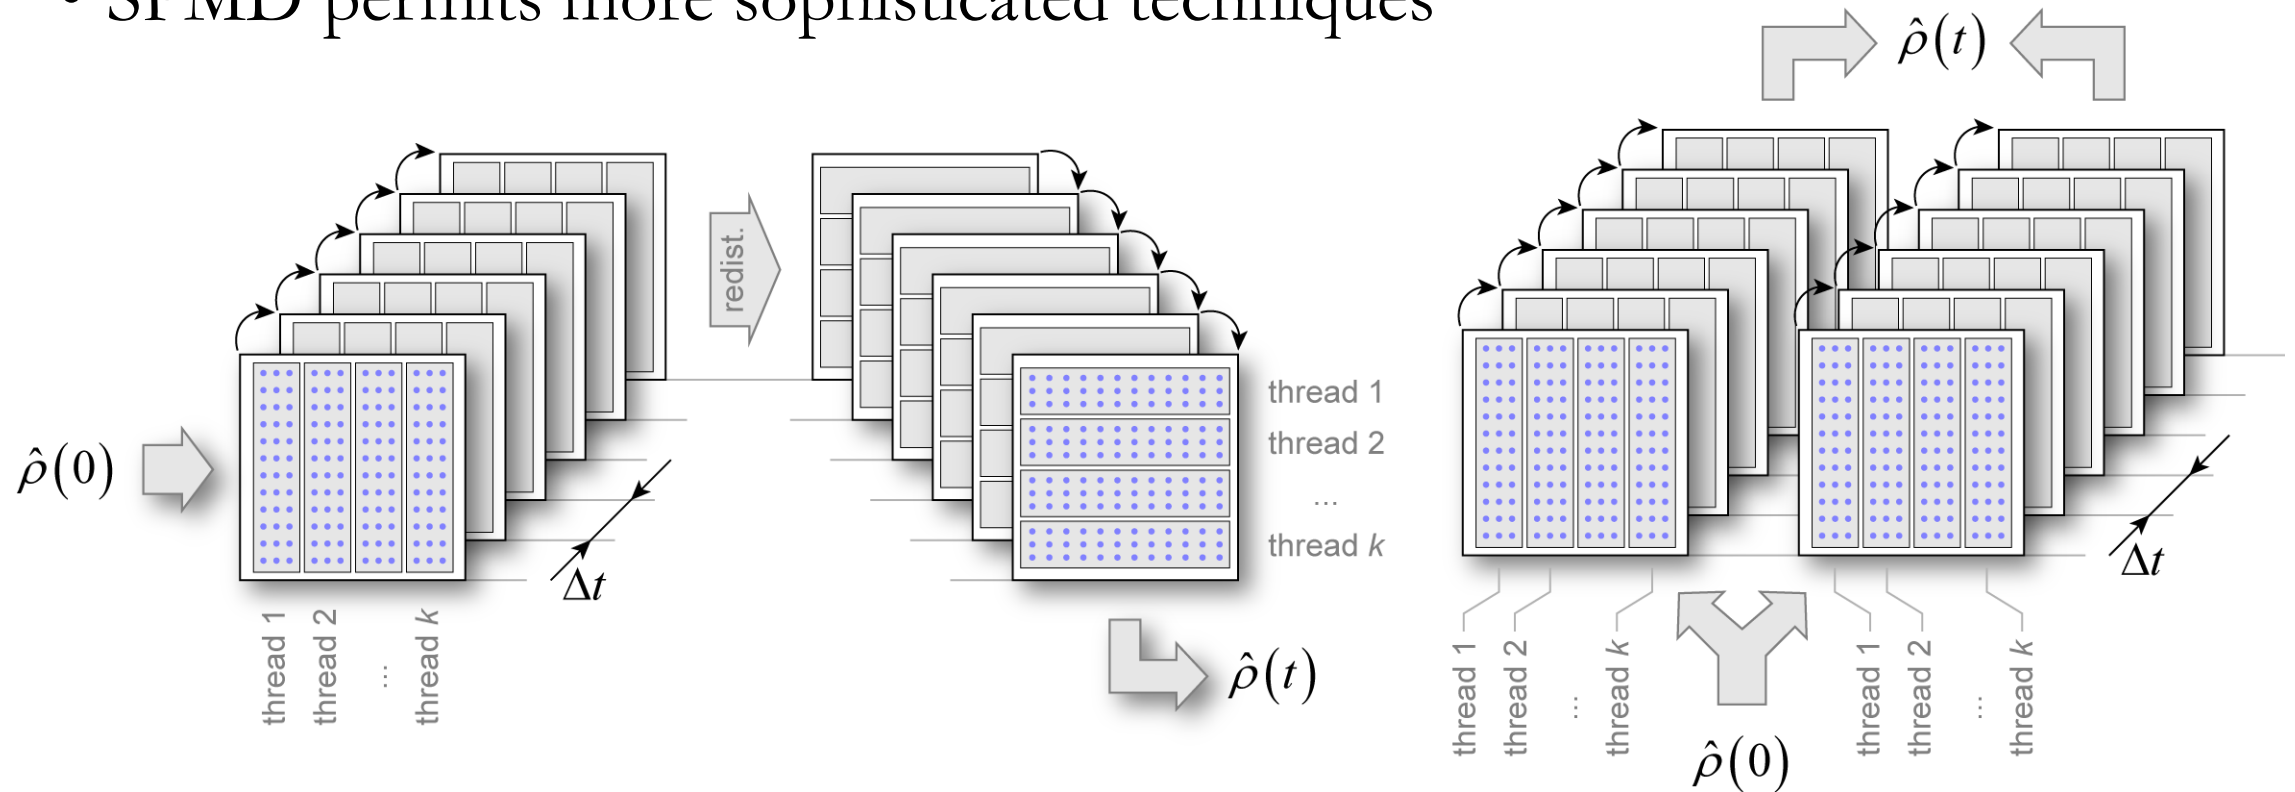 • SPMD permits more sophisticated techniques
ρ̂(t)
redist.
thread 1
thread 2
...
thread k
ρ̂(0)
Δt
Δt
thread 1
thread 2
...
thread k
ρ̂(t)
thread 1
thread 2
...
thread k
thread 1
thread 2
...
thread k
ρ̂(0)